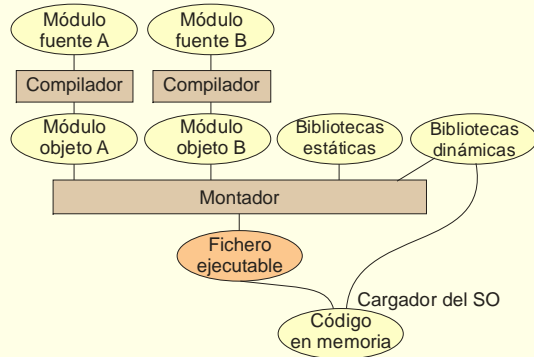 Módulo
fuente A
Módulo
fuente B
Compilador
Compilador
Módulo
objeto A
Módulo
objeto B
Bibliotecas
estáticas
Bibliotecas
dinámicas
Montador
Fichero
ejecutable
Cargador del SO
Código
en memoria